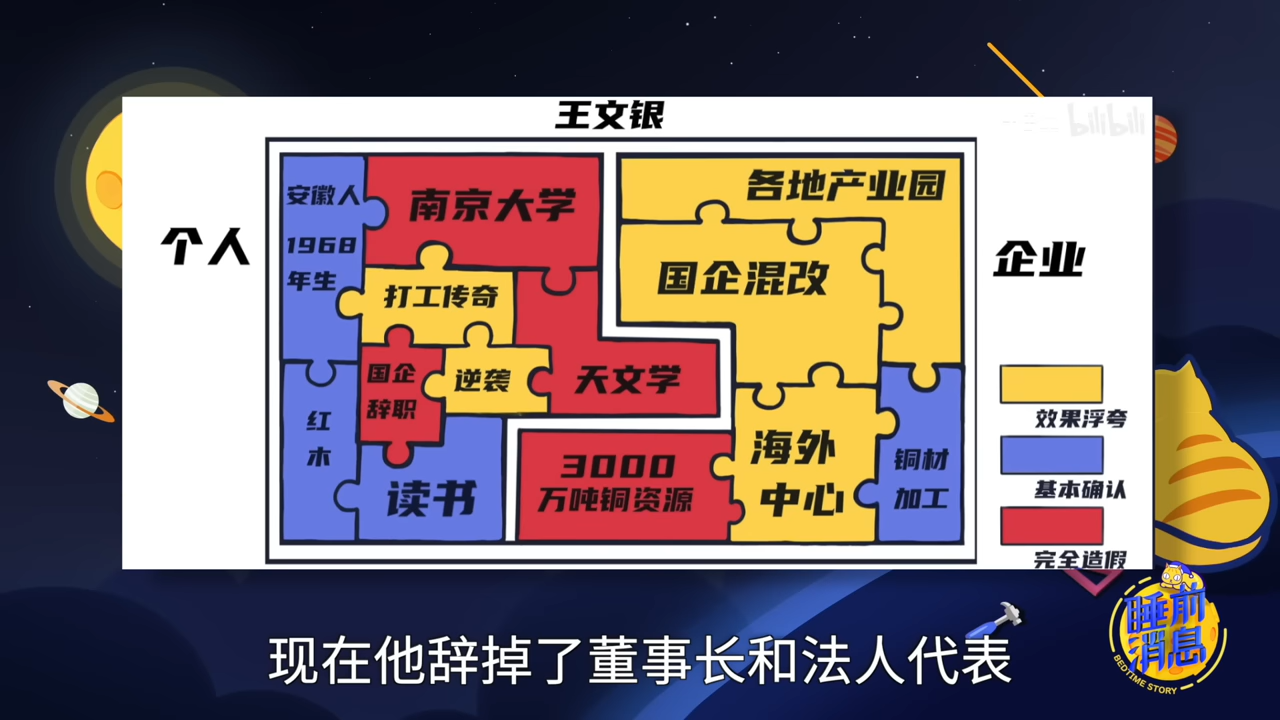 王文银
bilibili
个人
企业
安徽人
1968
年生
南京大学
打工传奇
国企
辞职
逆袭
天文学
红
木
读书
各地产业园
国企混改
3000
万吨铜资源
海外
中心
铜材
加工
效果浮夸
基本确认
完全造假
睡前
消息
BEDTIME STORY
现在他辞掉了董事长和法人代表